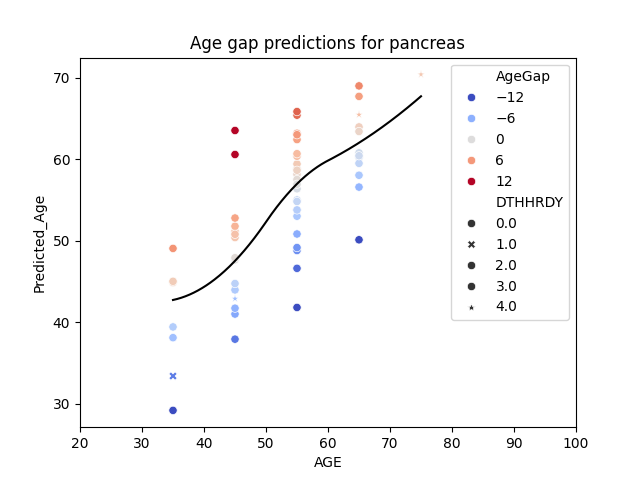 Age gap predictions for pancreas
Predicted_Age
70
60
50
40
30
AgeGap
−12
−6
0
6
12
DTHHRDY
0.0
1.0
2.0
3.0
4.0
20 30 40 50 60 70 80 90 100
AGE